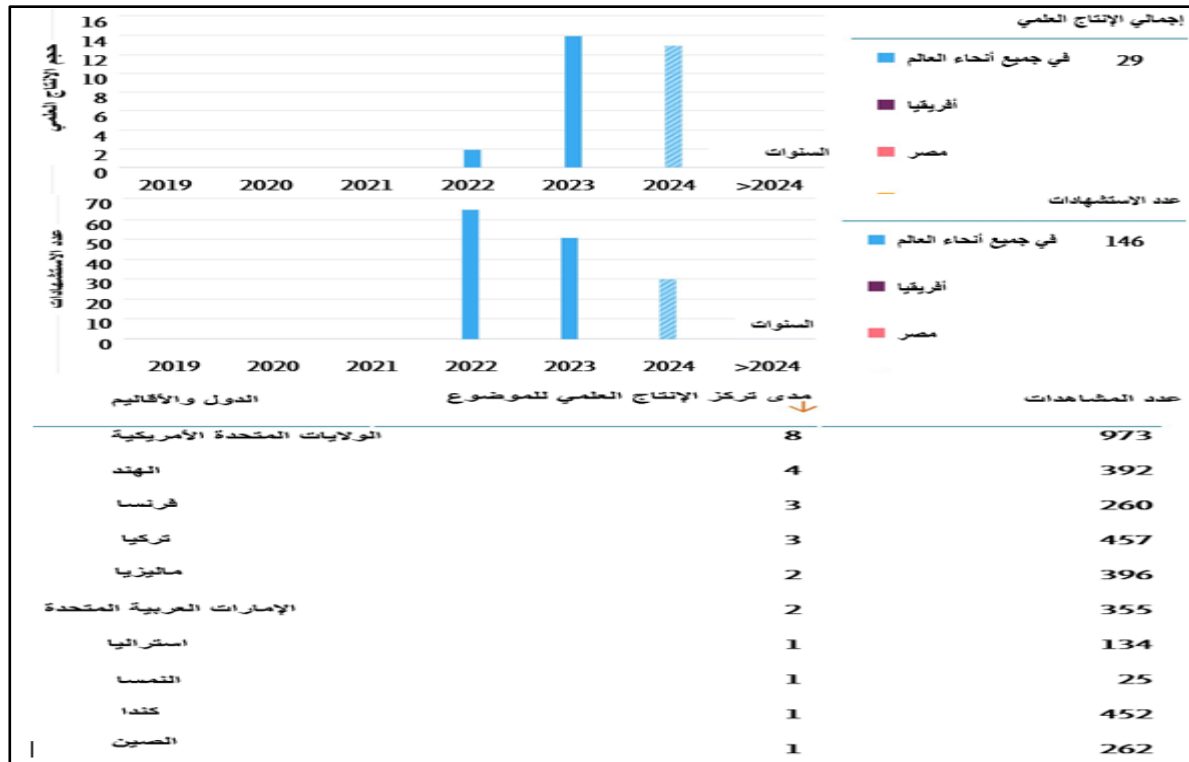 إجمالي الإنتاج العلمي
في جميع أنحاء العالم 29
أفريقيا
مصر
حجم الإنتاج العلمي
16
14
12
10
8
6
4
2
0
السنوات
2019 2020 2021 2022 2023 2024 >2024
عدد الاستشهادات
في جميع أنحاء العالم 146
أفريقيا
مصر
عدد الاستشهادات
70
60
50
40
30
20
10
0
السنوات
2019 2020 2021 2022 2023 2024 >2024
الدول والأقاليم مدى تركز الإنتاج العلمي للموضوع عدد المشاهدات
الولايات المتحدة الأمريكية 8 973
الهند 4 392
فرنسا 3 260
تركيا 3 457
ماليزيا 2 396
الإمارات العربية المتحدة 2 355
استراليا 1 134
النمسا 1 25
كندا 1 452
الصين 1 262